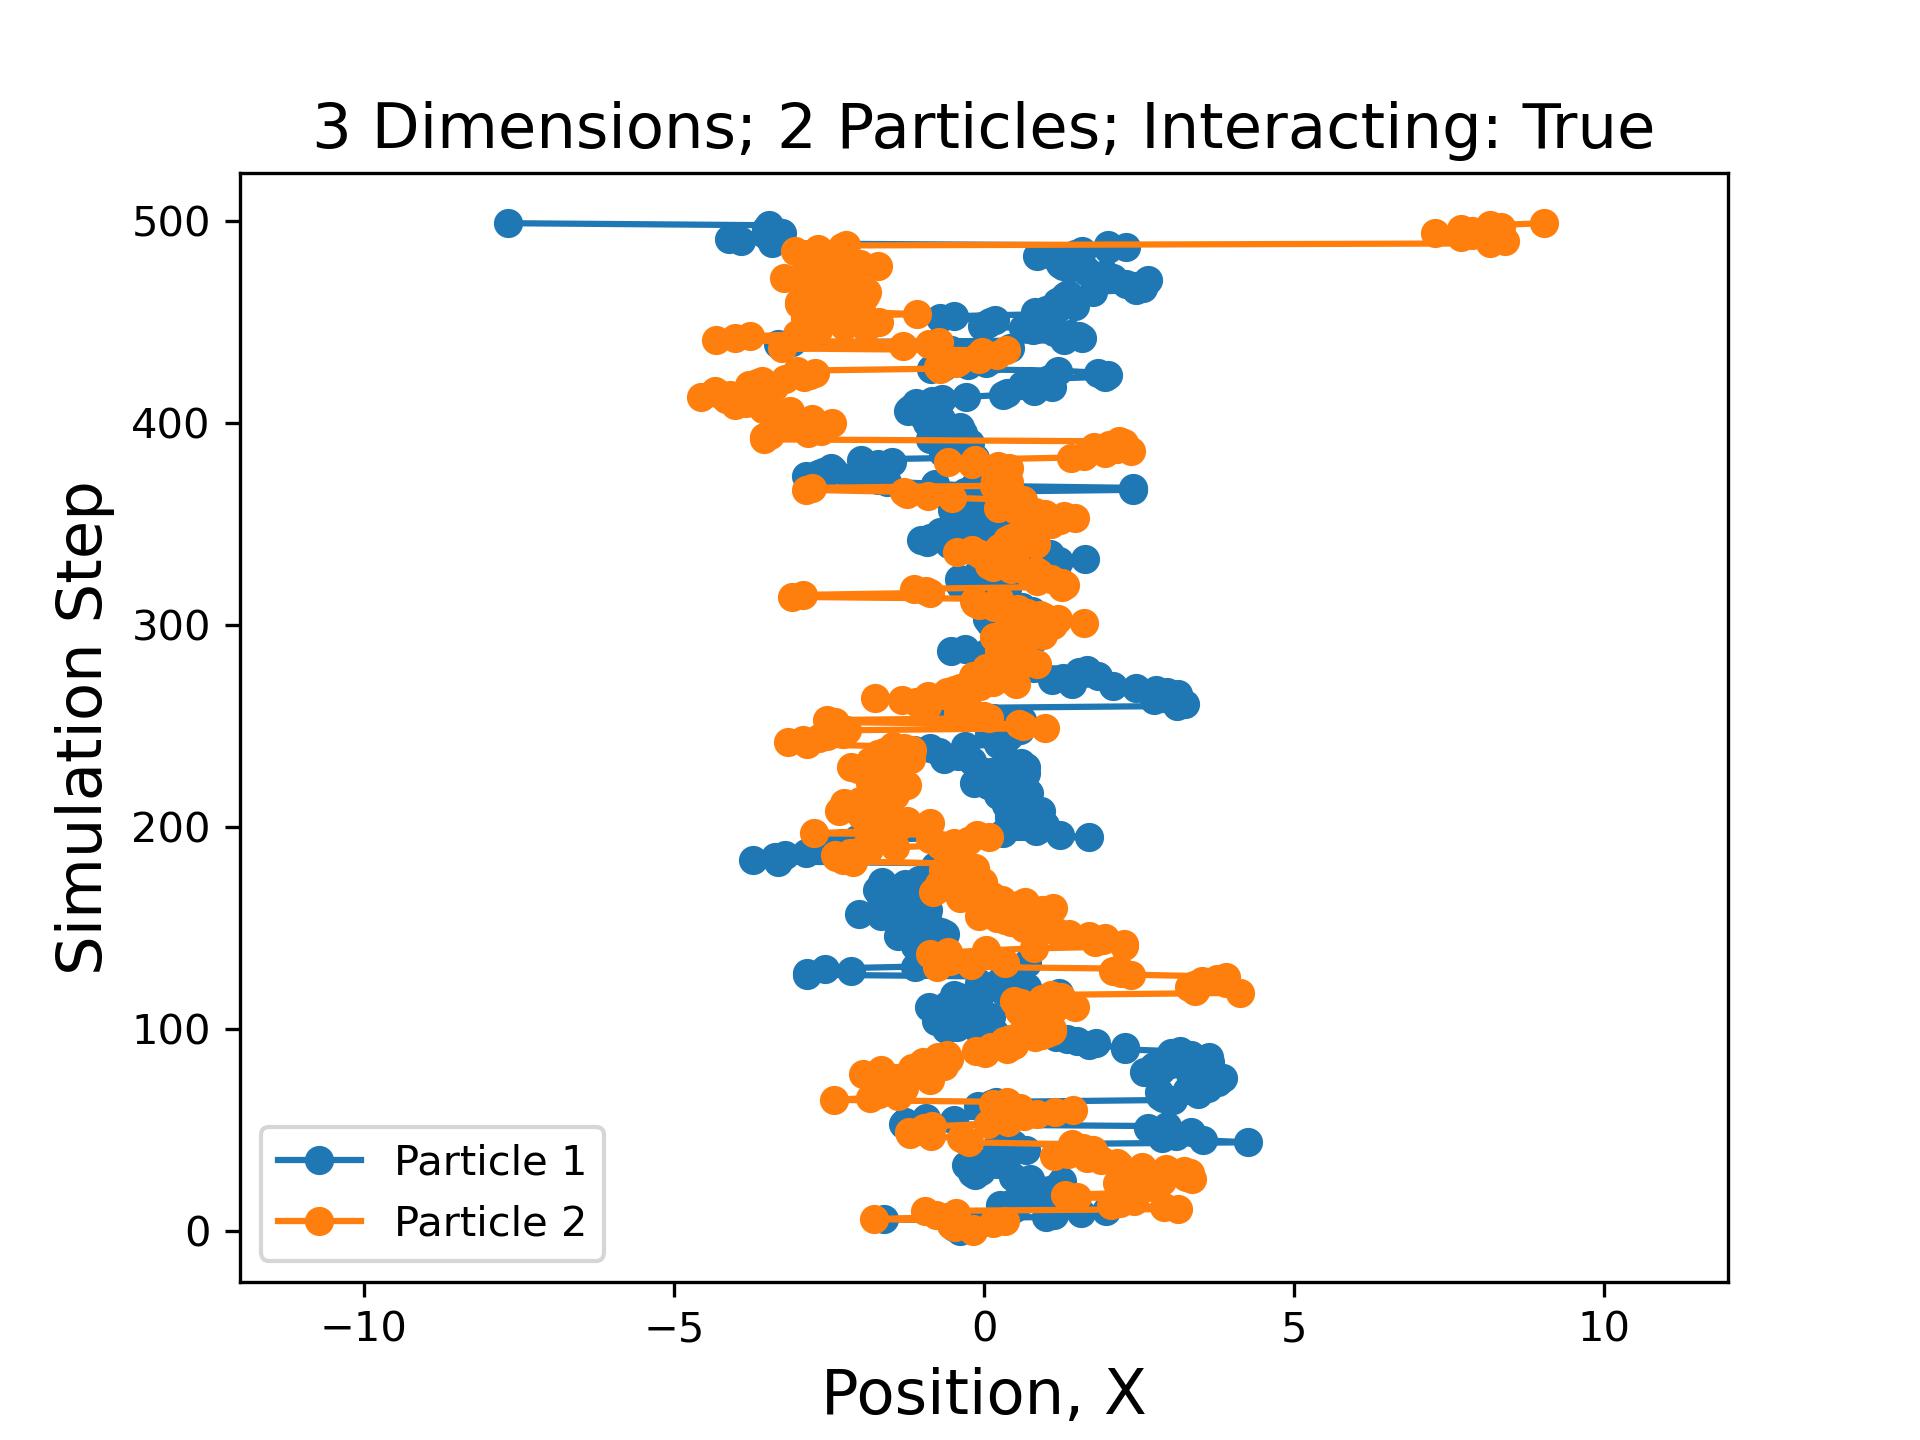 3 Dimensions; 2 Particles; Interacting: True
500
400
300
200
100
0
Simulation Step
Particle 1
Particle 2
−10 −5 0 5 10
Position, X